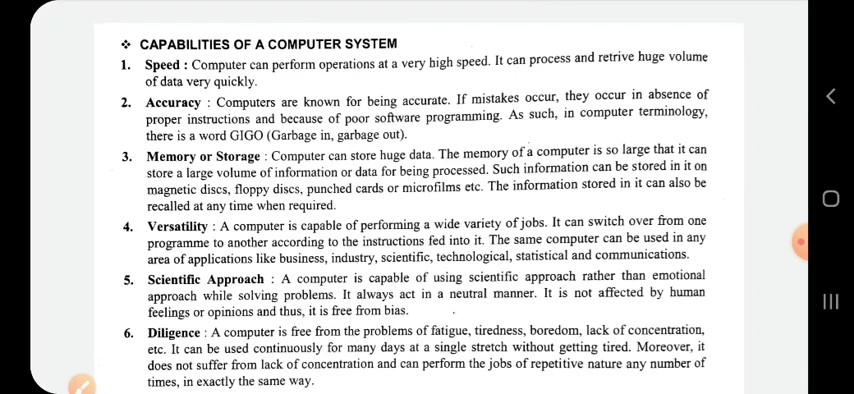 ❖ CAPABILITIES OF A COMPUTER SYSTEM
1. Speed : Computer can perform operations at a very high speed. It can process and retrive huge volume
of data very quickly.
2. Accuracy : Computers are known for being accurate. If mistakes occur, they occur in absence of
proper instructions and because of poor software programming. As such, in computer terminology,
there is a word GIGO (Garbage in, garbage out).
3. Memory or Storage : Computer can store huge data. The memory of a computer is so large that it can
store a large volume of information or data for being processed. Such information can be stored in it on
magnetic discs, floppy discs, punched cards or microfilms etc. The information stored in it can also be
recalled at any time when required.
4. Versatility : A computer is capable of performing a wide variety of jobs. It can switch over from one
programme to another according to the instructions fed into it. The same computer can be used in any
area of applications like business, industry, scientific, technological, statistical and communications.
5. Scientific Approach : A computer is capable of using scientific approach rather than emotional
approach while solving problems. It always act in a neutral manner. It is not affected by human
feelings or opinions and thus, it is free from bias.
6. Diligence : A computer is free from the problems of fatigue, tiredness, boredom, lack of concentration,
etc. It can be used continuously for many days at a single stretch without getting tired. Moreover, it
does not suffer from lack of concentration and can perform the jobs of repetitive nature any number of
times, in exactly the same way.